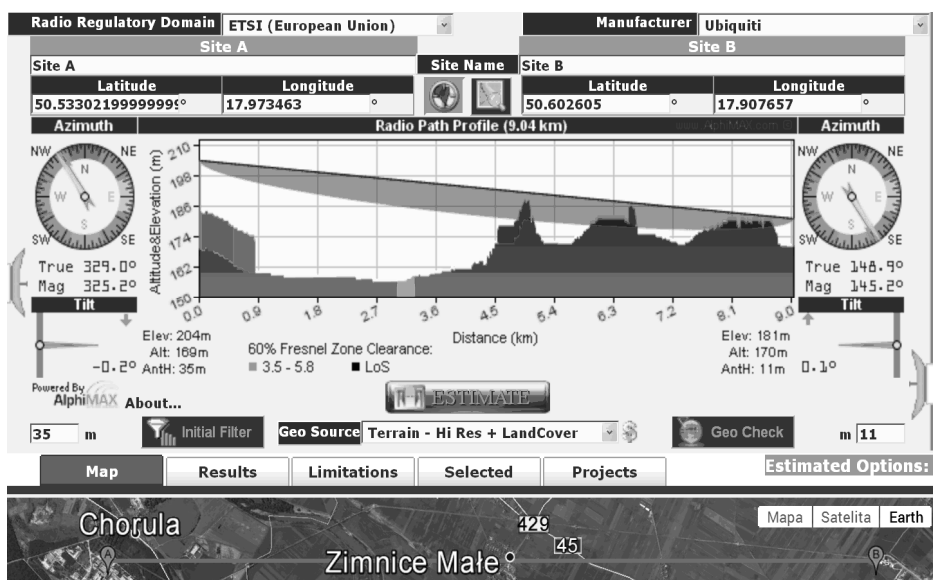 Radio Regulatory Domain ETSI (European Union) Manufacturer Ubiquiti
Site A Site B
Site A Site Name Site B
Latitude Longitude Latitude Longitude
50.5330219999999 ° 17.973463 ° 50.602605 ° 17.907657 °
Azimuth Radio Path Profile (9.04 km) Azimuth
NW NE NW NE
N N
W E W E
S S
SW SE SW SE
True 329.0° True 148.9°
Mag 325.2° Mag 145.2°
Tilt Tilt
-0.2° 0.1°
Altitude&Elevation (m)
210
198
186
174
162
150
0.0 0.9 1.8 2.7 3.6 4.5 5.4 6.3 7.2 8.1 9.0
Distance (km)
Elev: 204m Elev: 181m
Alt: 169m Alt: 170m
AntH: 35m AntH: 11m
60% Fresnel Zone Clearance:
3.5 - 5.8 LoS
Powered By
AlphiMAX About...
ESTIMATE
35 m Initial Filter Geo Source Terrain - Hi Res + LandCover $ Geo Check m 11
Map Results Limitations Selected Projects Estimated Options:
Chorula 429 Mapa Satelita Earth
A Zimnice Małe 45 B